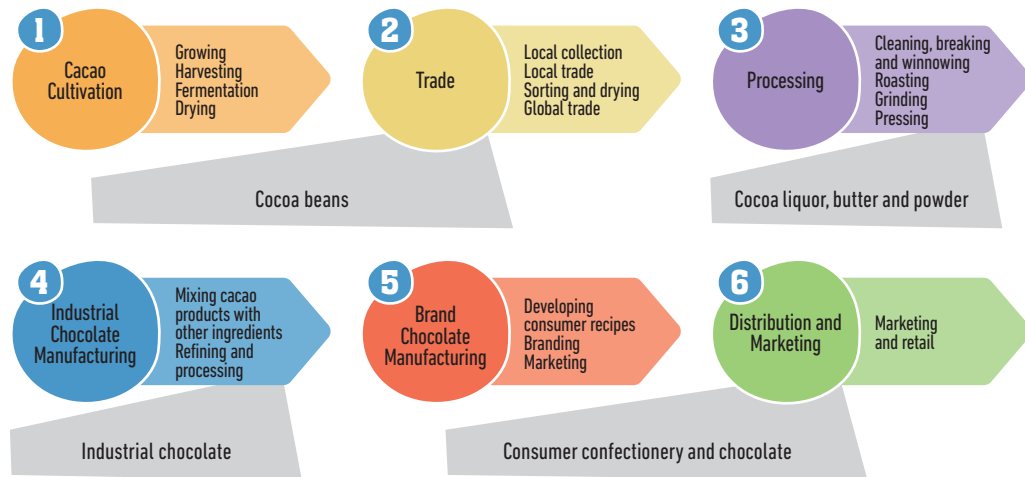 1
Cacao
Cultivation
Growing
Harvesting
Fermentation
Drying
2
Trade
Local collection
Local trade
Sorting and drying
Global trade
Cocoa beans
3
Processing
Cleaning, breaking
and winnowing
Roasting
Grinding
Pressing
Cocoa liquor, butter and powder
4
Industrial
Chocolate
Manufacturing
Mixing cacao
products with
other ingredients
Refining and
processing
Industrial chocolate
5
Brand
Chocolate
Manufacturing
Developing
consumer recipes
Branding
Marketing
6
Distribution and
Marketing
Marketing
and retail
Consumer confectionery and chocolate